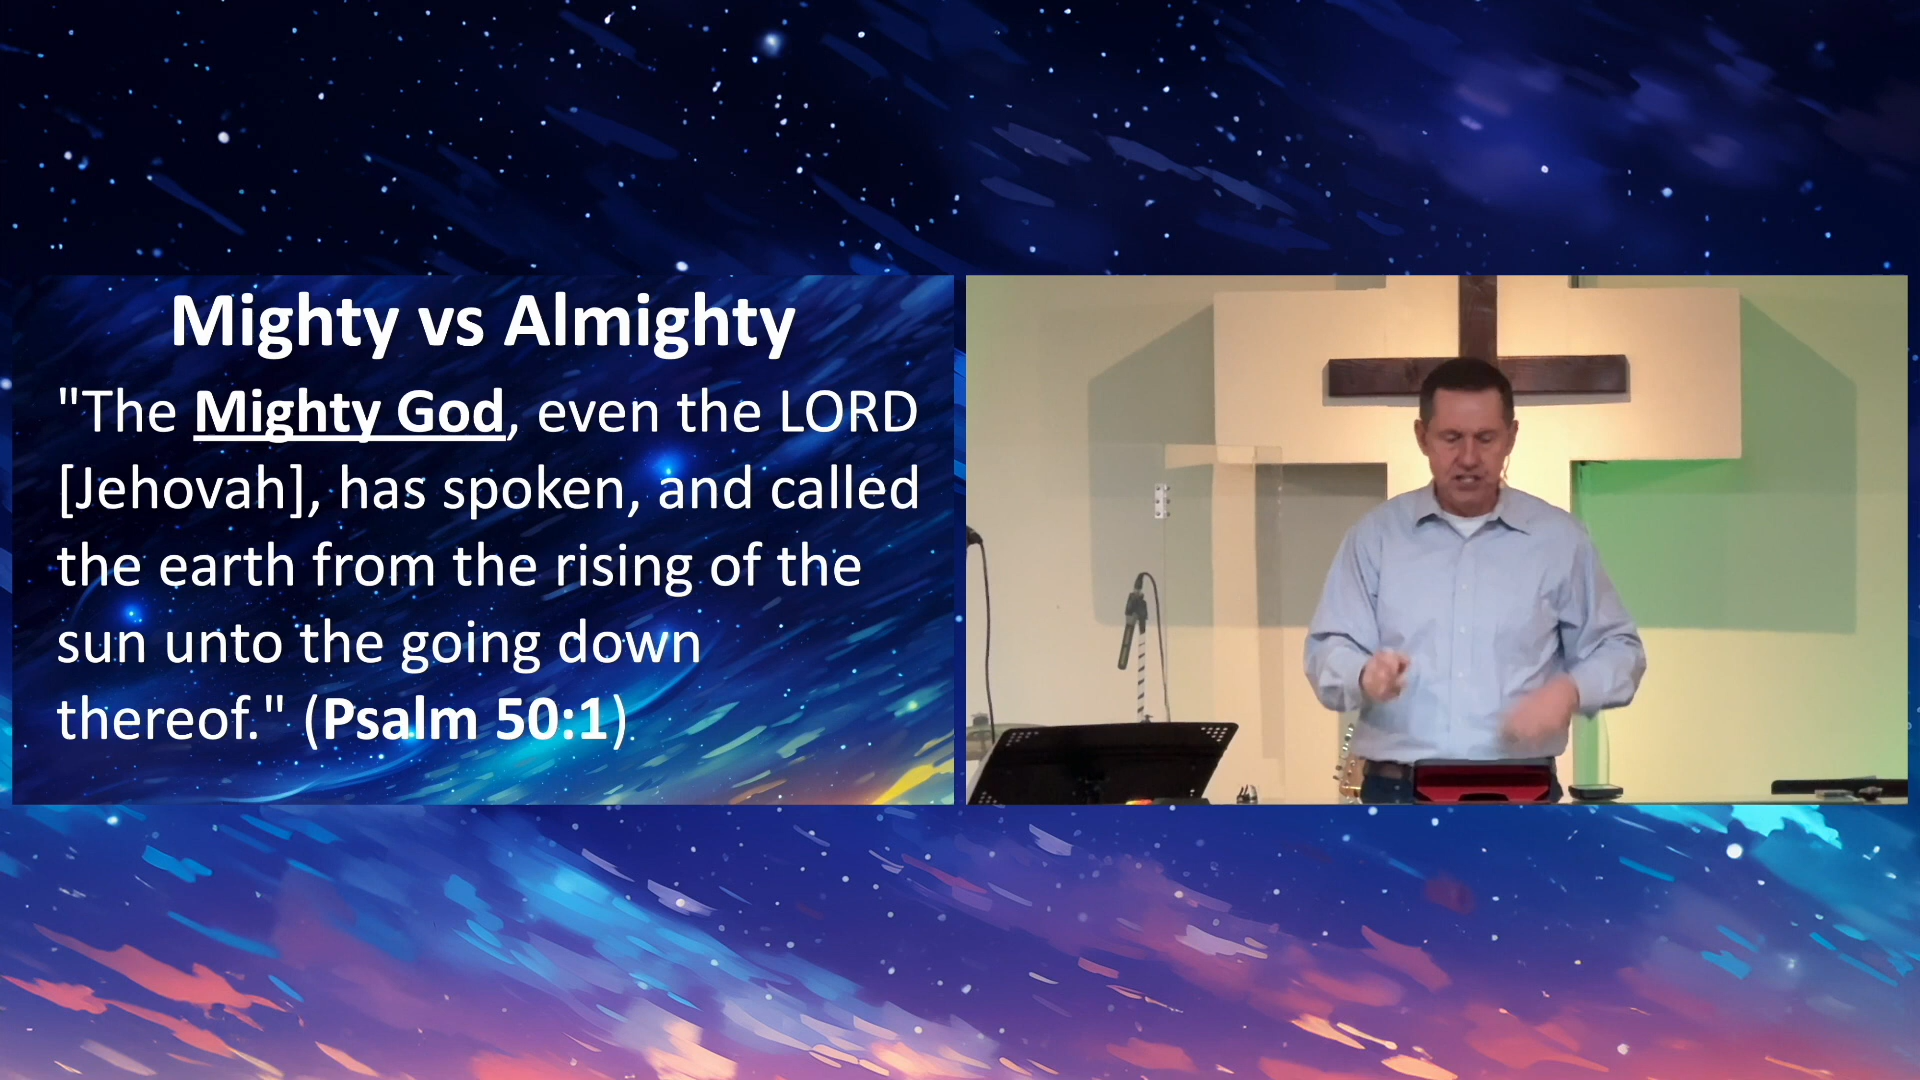 Mighty vs Almighty
"The Mighty God, even the LORD
[Jehovah], has spoken, and called
the earth from the rising of the
sun unto the going down
thereof." (Psalm 50:1)